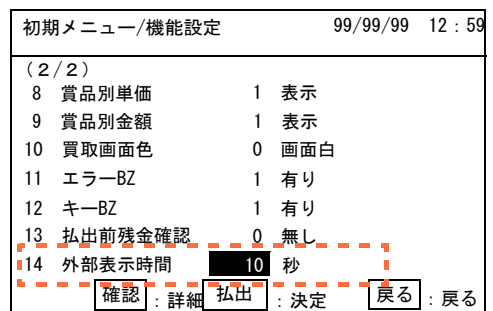 初期メニュー/機能設定 99/99/99 12：59
（２/２）
8 賞品別単価 1 表示
9 賞品別金額 1 表示
10 買取画面色 0 画面白
11 エラーBZ 1 有り
12 キーBZ 1 有り
13 払出前残金確認 0 無し
14 外部表示時間 10 秒
確認：詳細 払出：決定 戻る：戻る